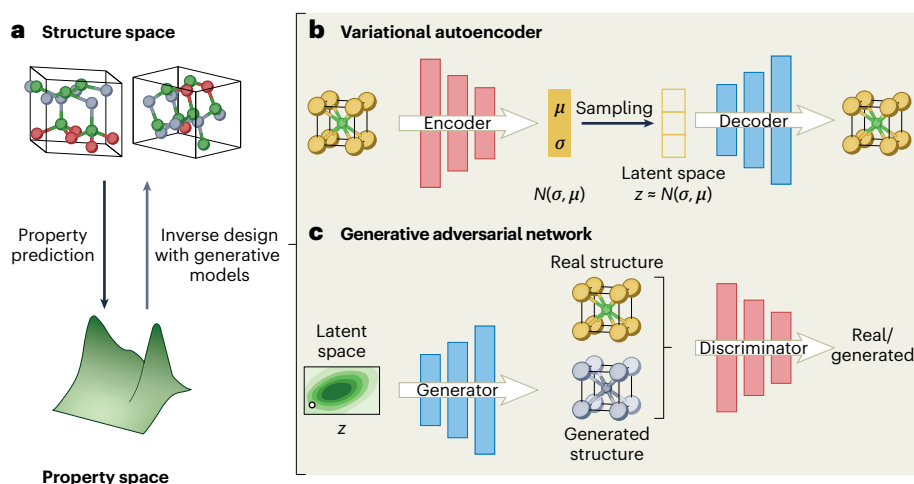 a Structure space
Property
prediction
Inverse design
with generative
models
Property space
b Variational autoencoder
Encoder
μ
σ
N(σ, μ)
Sampling
Latent space
z ≈ N(σ, μ)
Decoder
c Generative adversarial network
Latent
space
z
Generator
Real structure
Generated
structure
Discriminator
Real/
generated